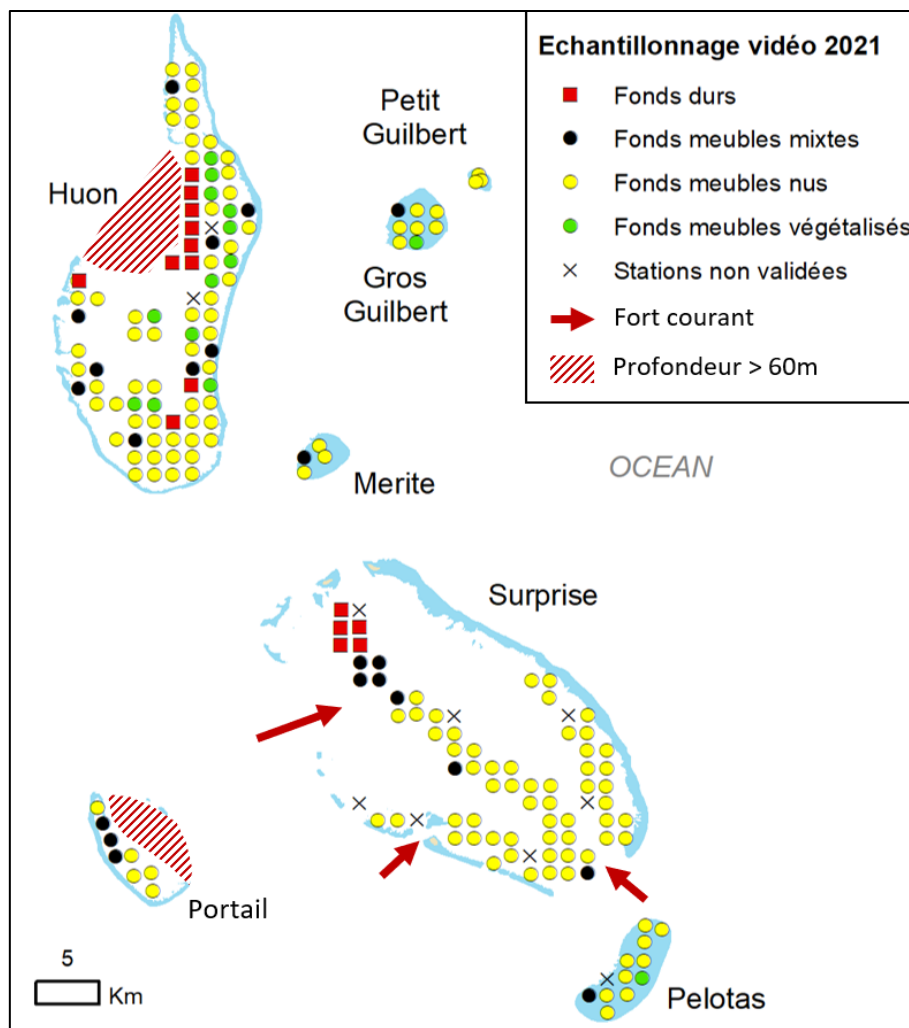 Echantillonnage vidéo 2021
Fonds durs
Fonds meubles mixtes
Fonds meubles nus
Fonds meubles végétalisés
Stations non validées
Fort courant
Profondeur > 60m
Petit
Guilbert
Huon
Gros
Guilbert
Merite
OCEAN
Surprise
Portail
Pelotas
5
Km